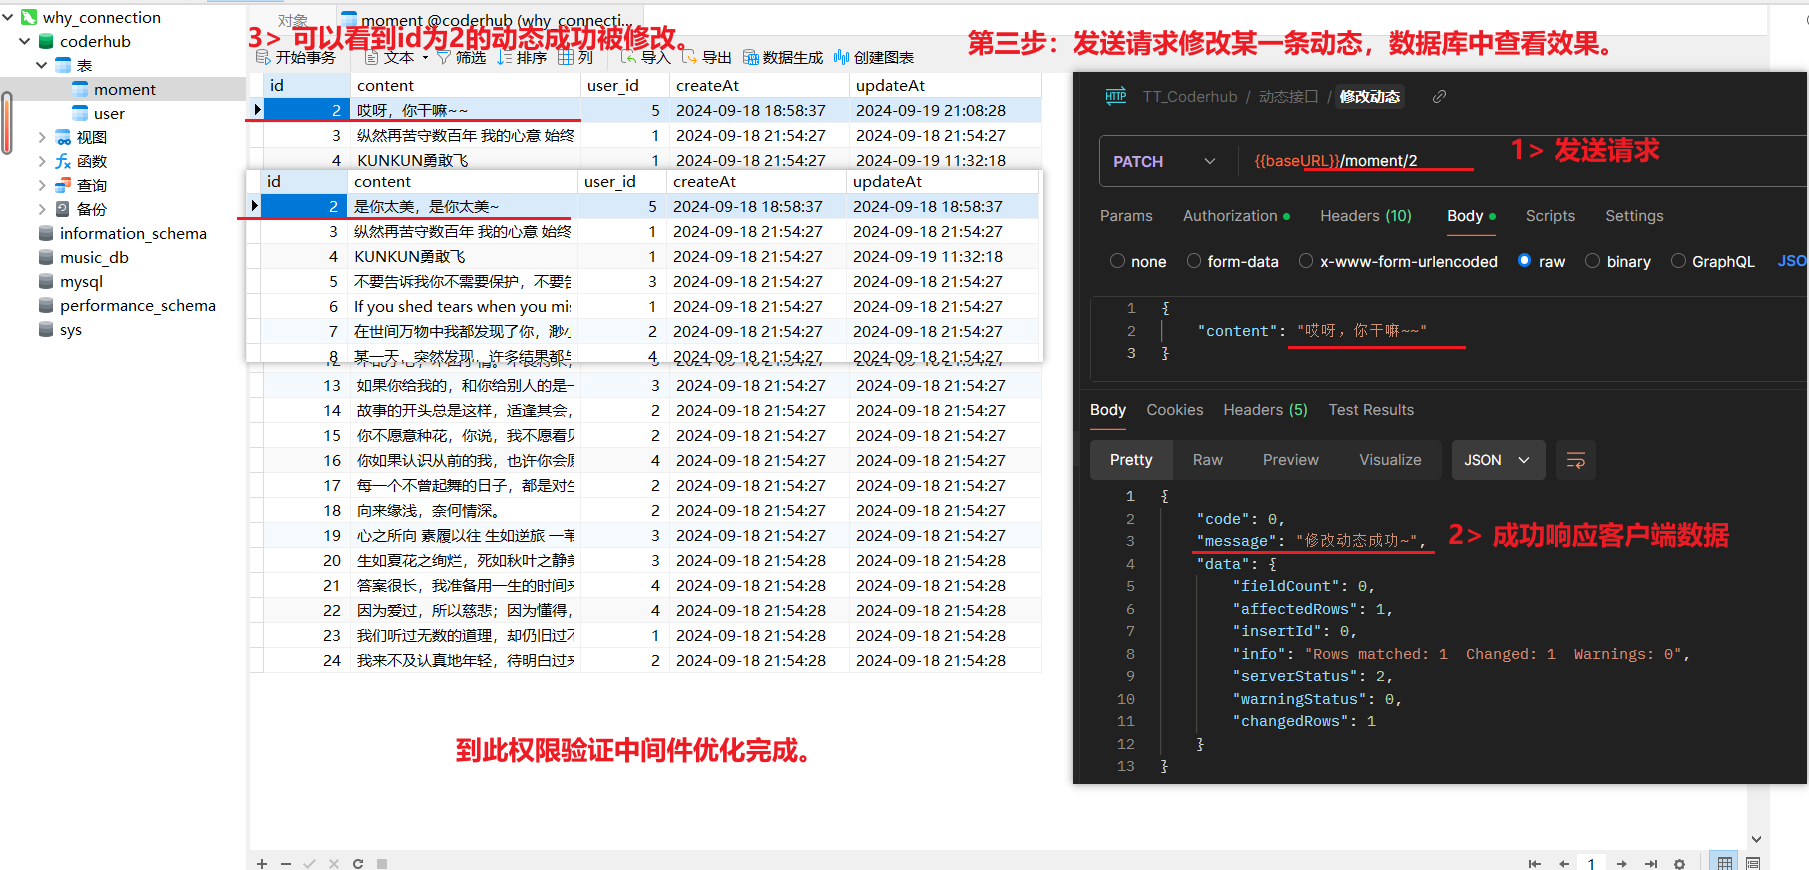 why_connection
coderhub
表
moment
user
视图
函数
查询
备份
information_schema
music_db
mysql
performance_schema
sys
对象
moment @coderhub (why_connecti...
3> 可以看到id为2的动态成功被修改。
开始事务 文本 筛选 排序 列 导入 导出 数据生成 创建图表
id content user_id createAt updateAt
2 哎呀，你干嘛~~ 5 2024-09-18 18:58:37 2024-09-19 21:08:28
3 纵然再苦守数百年 我的心意 始终 1 2024-09-18 21:54:27 2024-09-18 21:54:27
4 KUNKUN勇敢飞 1 2024-09-18 21:54:27 2024-09-19 11:32:18
id content user_id createAt updateAt
2 是你太美，是你太美~ 5 2024-09-18 18:58:37 2024-09-18 18:58:37
3 纵然再苦守数百年 我的心意 始终 1 2024-09-18 21:54:27 2024-09-18 21:54:27
4 KUNKUN勇敢飞 1 2024-09-18 21:54:27 2024-09-19 11:32:18
5 不要告诉我你不需要保护，不要告 3 2024-09-18 21:54:27 2024-09-18 21:54:27
6 If you shed tears when you mis 1 2024-09-18 21:54:27 2024-09-18 21:54:27
7 在世间万物中我都发现了你，渺小 2 2024-09-18 21:54:27 2024-09-18 21:54:27
8 某一天，突然发现，许多结果都与 4 2024-09-18 21:54:27 2024-09-18 21:54:27
13 如果你给我的，和你给别人的是一 3 2024-09-18 21:54:27 2024-09-18 21:54:27
14 故事的开头总是这样，适逢其会， 2 2024-09-18 21:54:27 2024-09-18 21:54:27
15 你不愿意种花，你说，我不愿看见 2 2024-09-18 21:54:27 2024-09-18 21:54:27
16 你如果认识从前的我，也许你会原 4 2024-09-18 21:54:27 2024-09-18 21:54:27
17 每一个不曾起舞的日子，都是对生 2 2024-09-18 21:54:27 2024-09-18 21:54:27
18 向来缘浅，奈何情深。 2 2024-09-18 21:54:27 2024-09-18 21:54:27
19 心之所向 素履以往 生如逆旅 一苇 3 2024-09-18 21:54:27 2024-09-18 21:54:27
20 生如夏花之绚烂，死如秋叶之静美 3 2024-09-18 21:54:28 2024-09-18 21:54:28
21 答案很长，我准备用一生的时间来 4 2024-09-18 21:54:28 2024-09-18 21:54:28
22 因为爱过，所以慈悲；因为懂得， 4 2024-09-18 21:54:28 2024-09-18 21:54:28
23 我们听过无数的道理，却仍旧过不 1 2024-09-18 21:54:28 2024-09-18 21:54:28
24 我来不及认真地年轻，待明白过来 2 2024-09-18 21:54:28 2024-09-18 21:54:28
到此权限验证中间件优化完成。
1
第三步：发送请求修改某一条动态，数据库中查看效果。
HTTP TT_Coderhub / 动态接口 / 修改动态
PATCH {{baseURL}}/moment/2
1> 发送请求
Params Authorization Headers (10) Body Scripts Settings
none form-data x-www-form-urlencoded raw binary GraphQL JSO
1 {
2 "content": "哎呀，你干嘛~~"
3 }
Body Cookies Headers (5) Test Results
Pretty Raw Preview Visualize JSON
1 {
2 "code": 0,
3 "message": "修改动态成功~",
2> 成功响应客户端数据
4 "data": {
5 "fieldCount": 0,
6 "affectedRows": 1,
7 "insertId": 0,
8 "info": "Rows matched: 1  Changed: 1  Warnings: 0",
9 "serverStatus": 2,
10 "warningStatus": 0,
11 "changedRows": 1
12 }
13 }